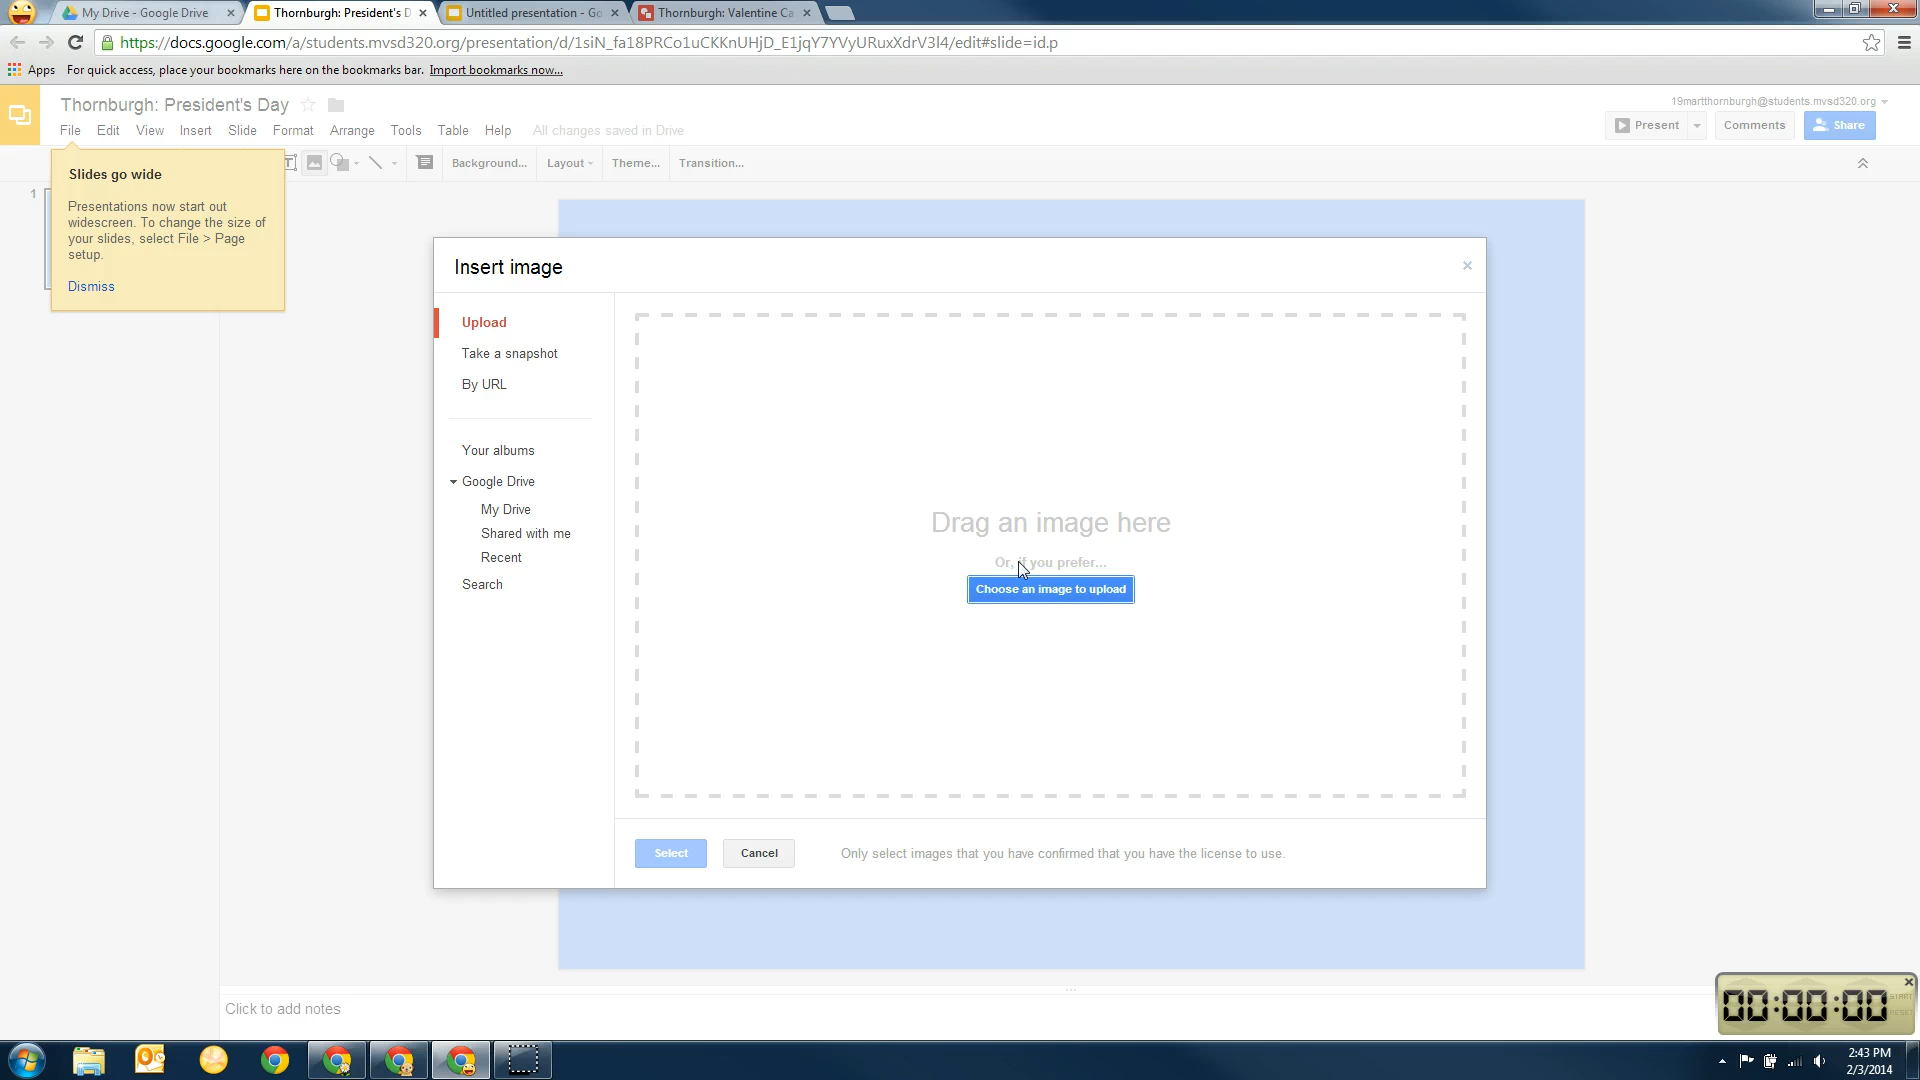 My Drive - Google Drive
Thornburgh: President's D
Untitled presentation - Go
Thornburgh: Valentine Ca
https://docs.google.com/a/students.mvsd320.org/presentation/d/1siN_fa18PRCo1uCKKnUHjD_E1jqY7YVyURuxXdrV3l4/edit#slide=id.p
Apps For quick access, place your bookmarks here on the bookmarks bar. Import bookmarks now...
Thornburgh: President's Day
19martthornburgh@students.mvsd320.org
File Edit View Insert Slide Format Arrange Tools Table Help All changes saved in Drive
Present Comments Share
Background... Layout Theme... Transition...
Slides go wide
Presentations now start out
widescreen. To change the size of
your slides, select File > Page
setup.
Dismiss
1
Insert image
Upload
Take a snapshot
By URL
Your albums
Google Drive
My Drive
Shared with me
Recent
Search
Drag an image here
Or, if you prefer...
Choose an image to upload
Select Cancel Only select images that you have confirmed that you have the license to use.
Click to add notes
00:00:00
START
RESET
2:43 PM
2/3/2014